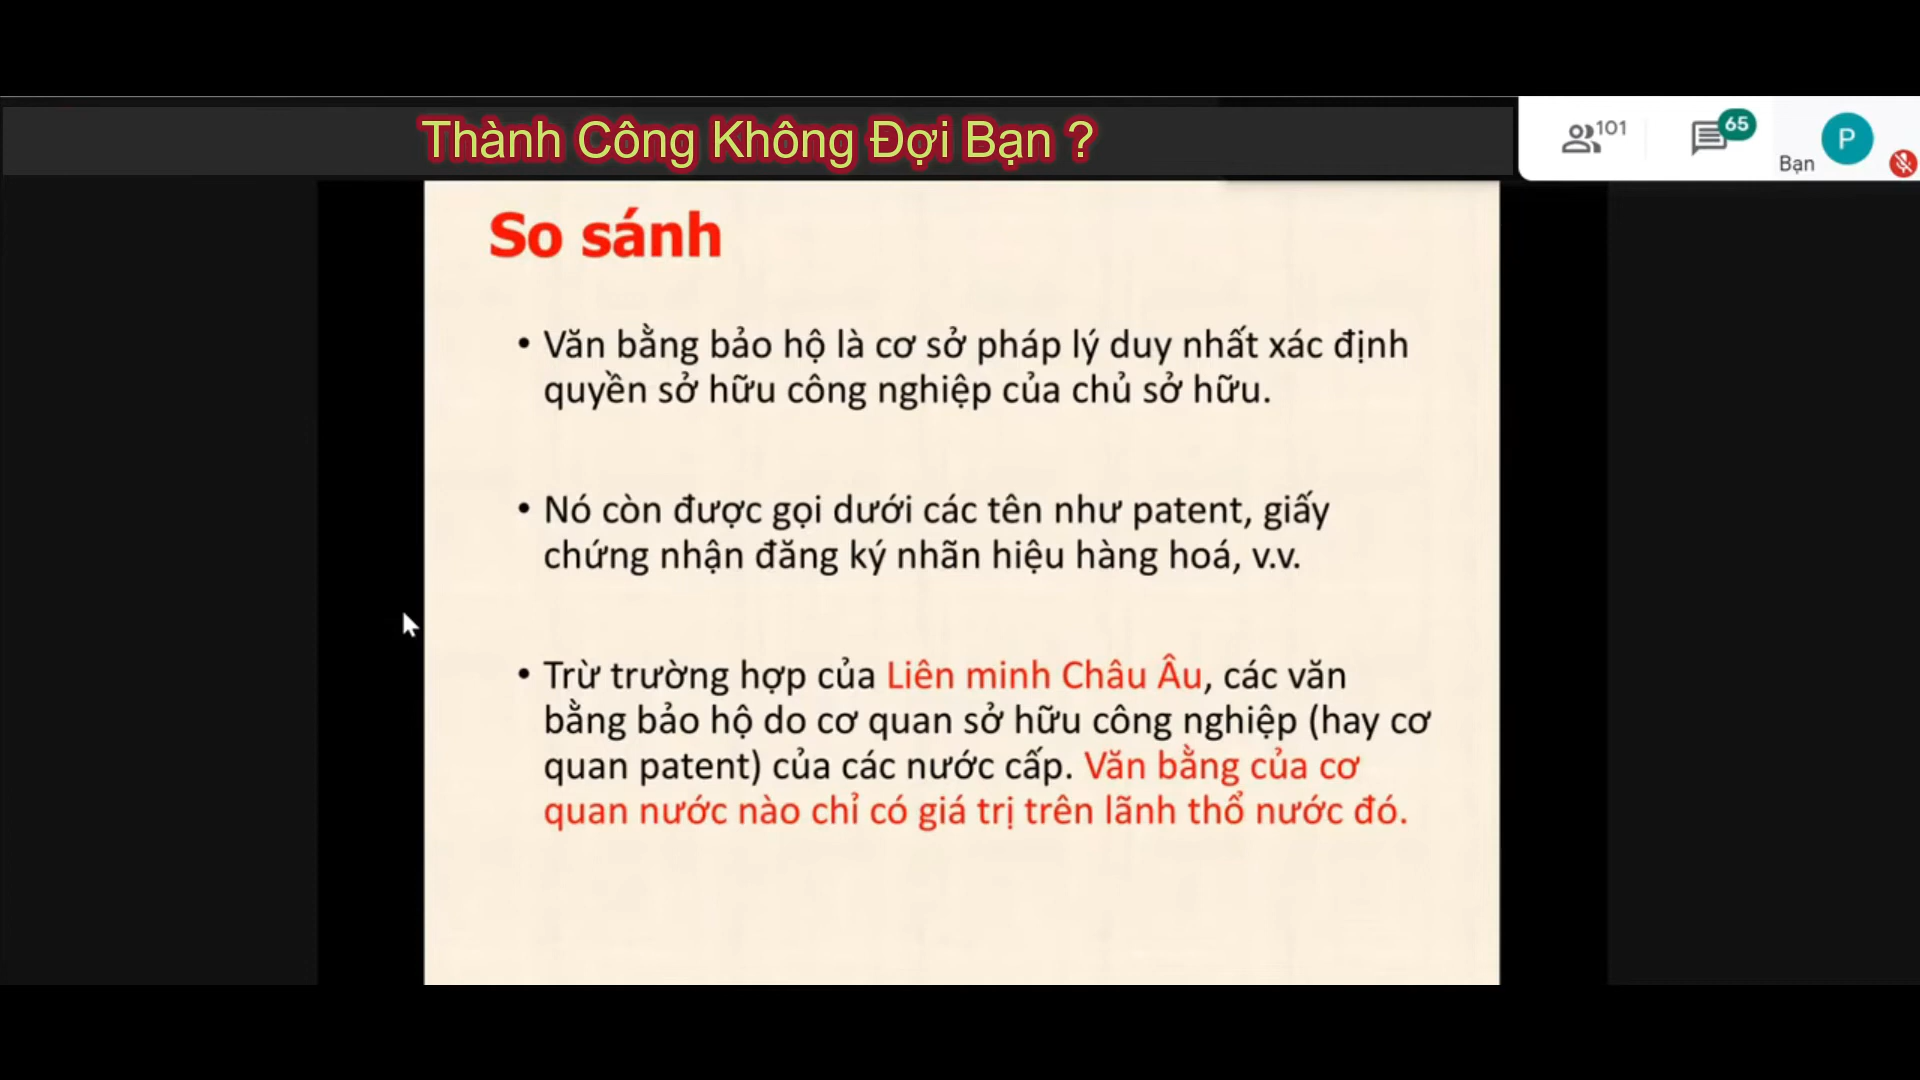 Thành Công Không Đợi Bạn ?
101
65
Bạn
P
So sánh
• Văn bằng bảo hộ là cơ sở pháp lý duy nhất xác định
quyền sở hữu công nghiệp của chủ sở hữu.
• Nó còn được gọi dưới các tên như patent, giấy
chứng nhận đăng ký nhãn hiệu hàng hoá, v.v.
• Trừ trường hợp của Liên minh Châu Âu, các văn
bằng bảo hộ do cơ quan sở hữu công nghiệp (hay cơ
quan patent) của các nước cấp. Văn bằng của cơ
quan nước nào chỉ có giá trị trên lãnh thổ nước đó.